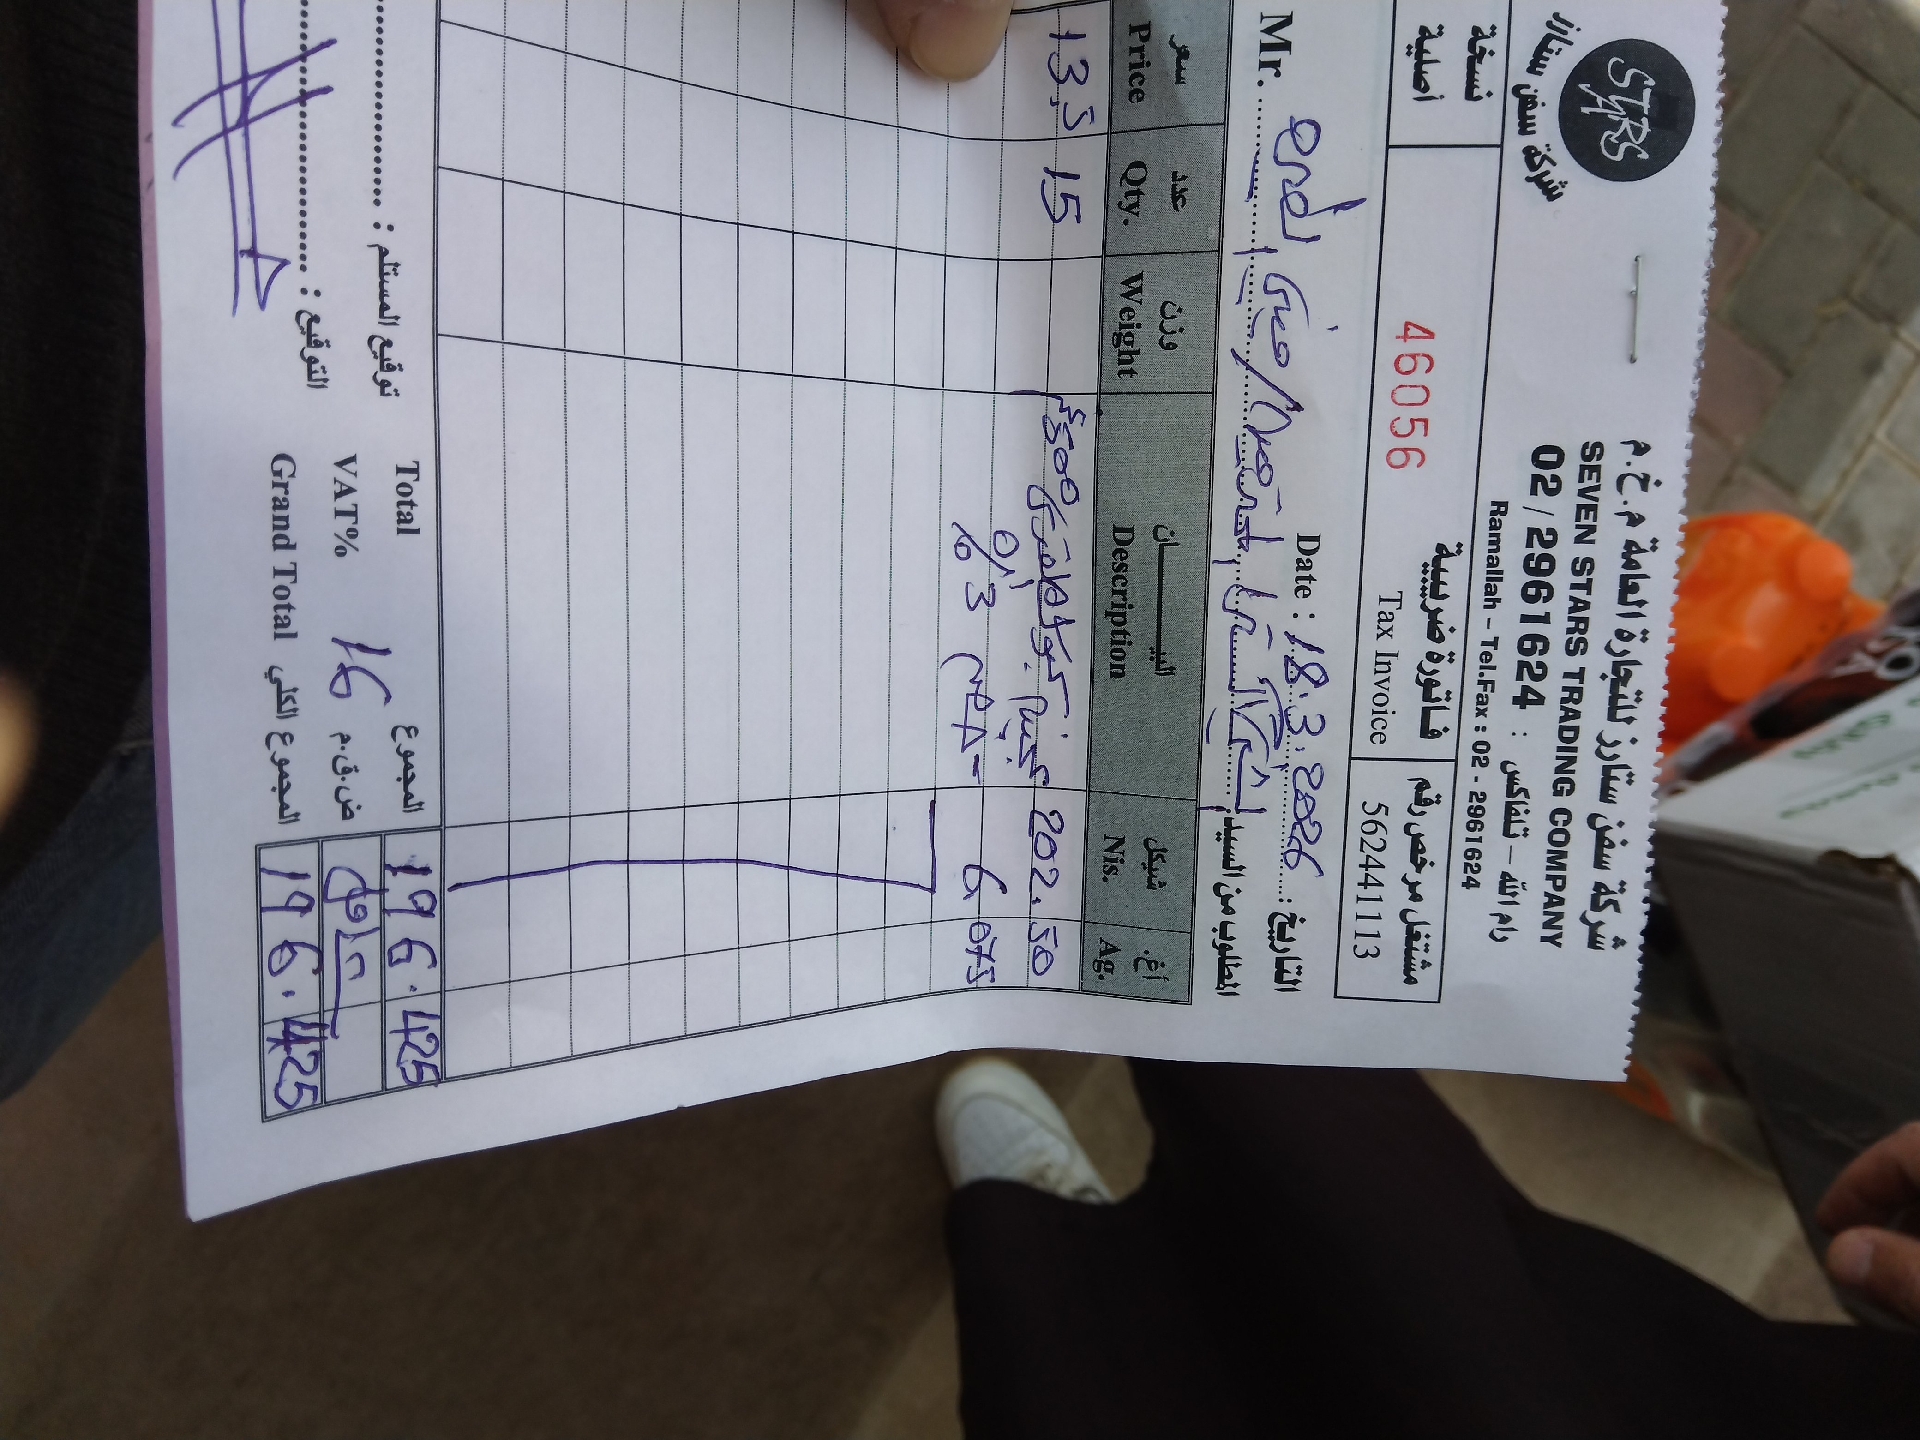 STARS
شركة سفن ستارز
شركة سفن ستارز للتجارة العامة م.خ.م
SEVEN STARS TRADING COMPANY
02 / 2961624 :
رام الله - تلفاكس
Ramallah - Tel.Fax : 02 - 2961624
نسخة أصلية
46056
فاتورة ضريبية
Tax Invoice
مشتغل مرخص رقم
562441113
Date : 18.3.2026 : التاريخ
Mr.
المطلوب من السيد
سعر عدد وزن البيــــــان شيكل أغ.
Price Qty. Weight Description Nis. Ag.
13,5 15 500 202.50
%3 6.075
Total المجموع 196.425
VAT% 16 ض.ق.م
Grand Total المجموع الكلي 196.425
توقيع المستلم :
التوقيع :